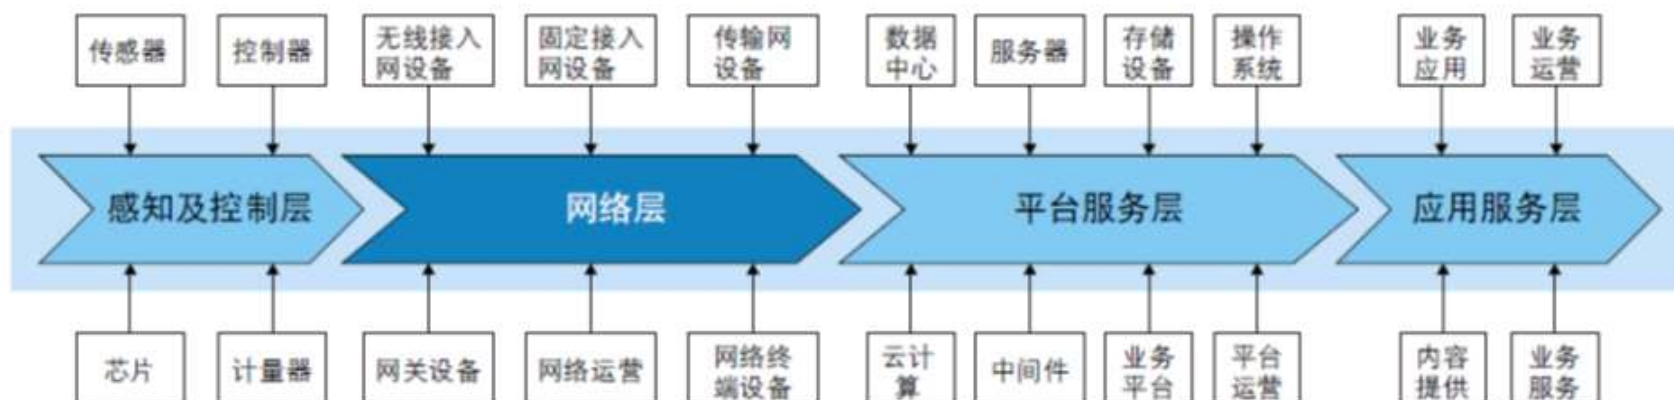 传感器
控制器
无线接入
网设备
固定接入
网设备
传输网
设备
数据
中心
服务器
存储
设备
操作
系统
业务
应用
业务
运营
感知及控制层
网络层
平台服务层
应用服务层
芯片
计量器
网关设备
网络运营
网络终
端设备
云计
算
中间件
业务
平台
平台
运营
内容
提供
业务
服务